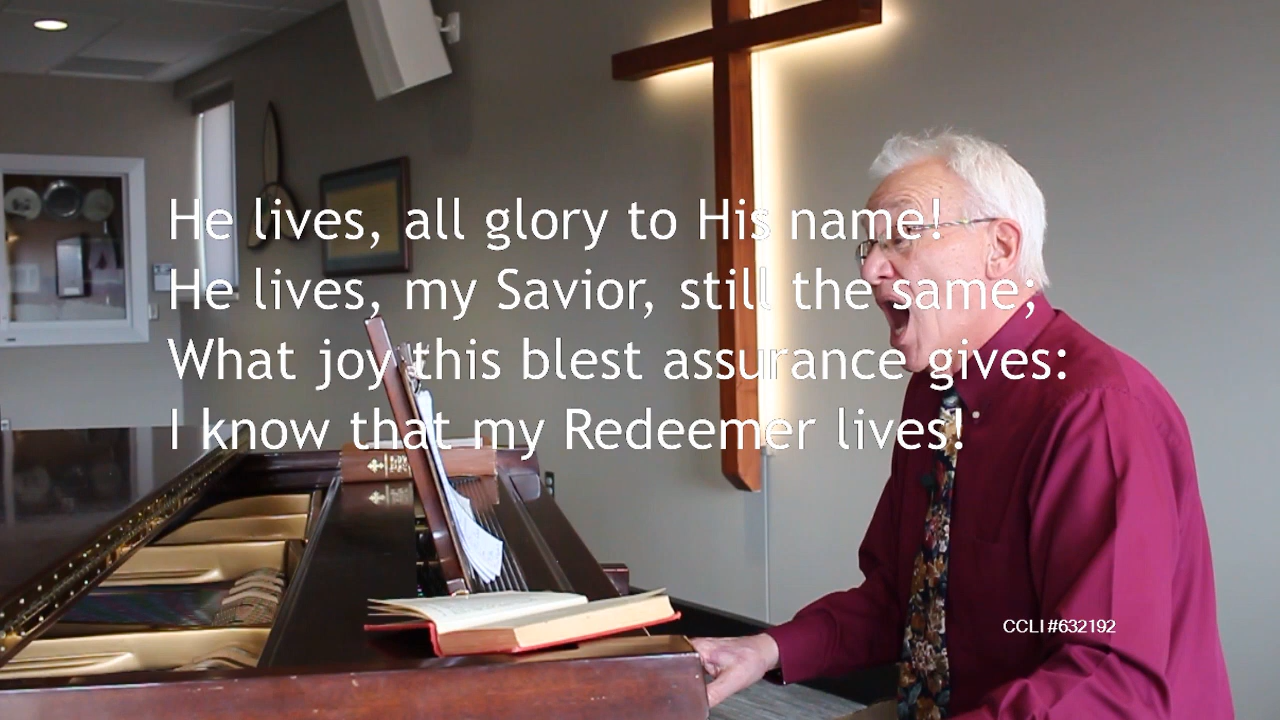 He lives, all glory to His name!
He lives, my Savior, still the same;
What joy this blest assurance gives:
I know that my Redeemer lives!
CCLI #632192